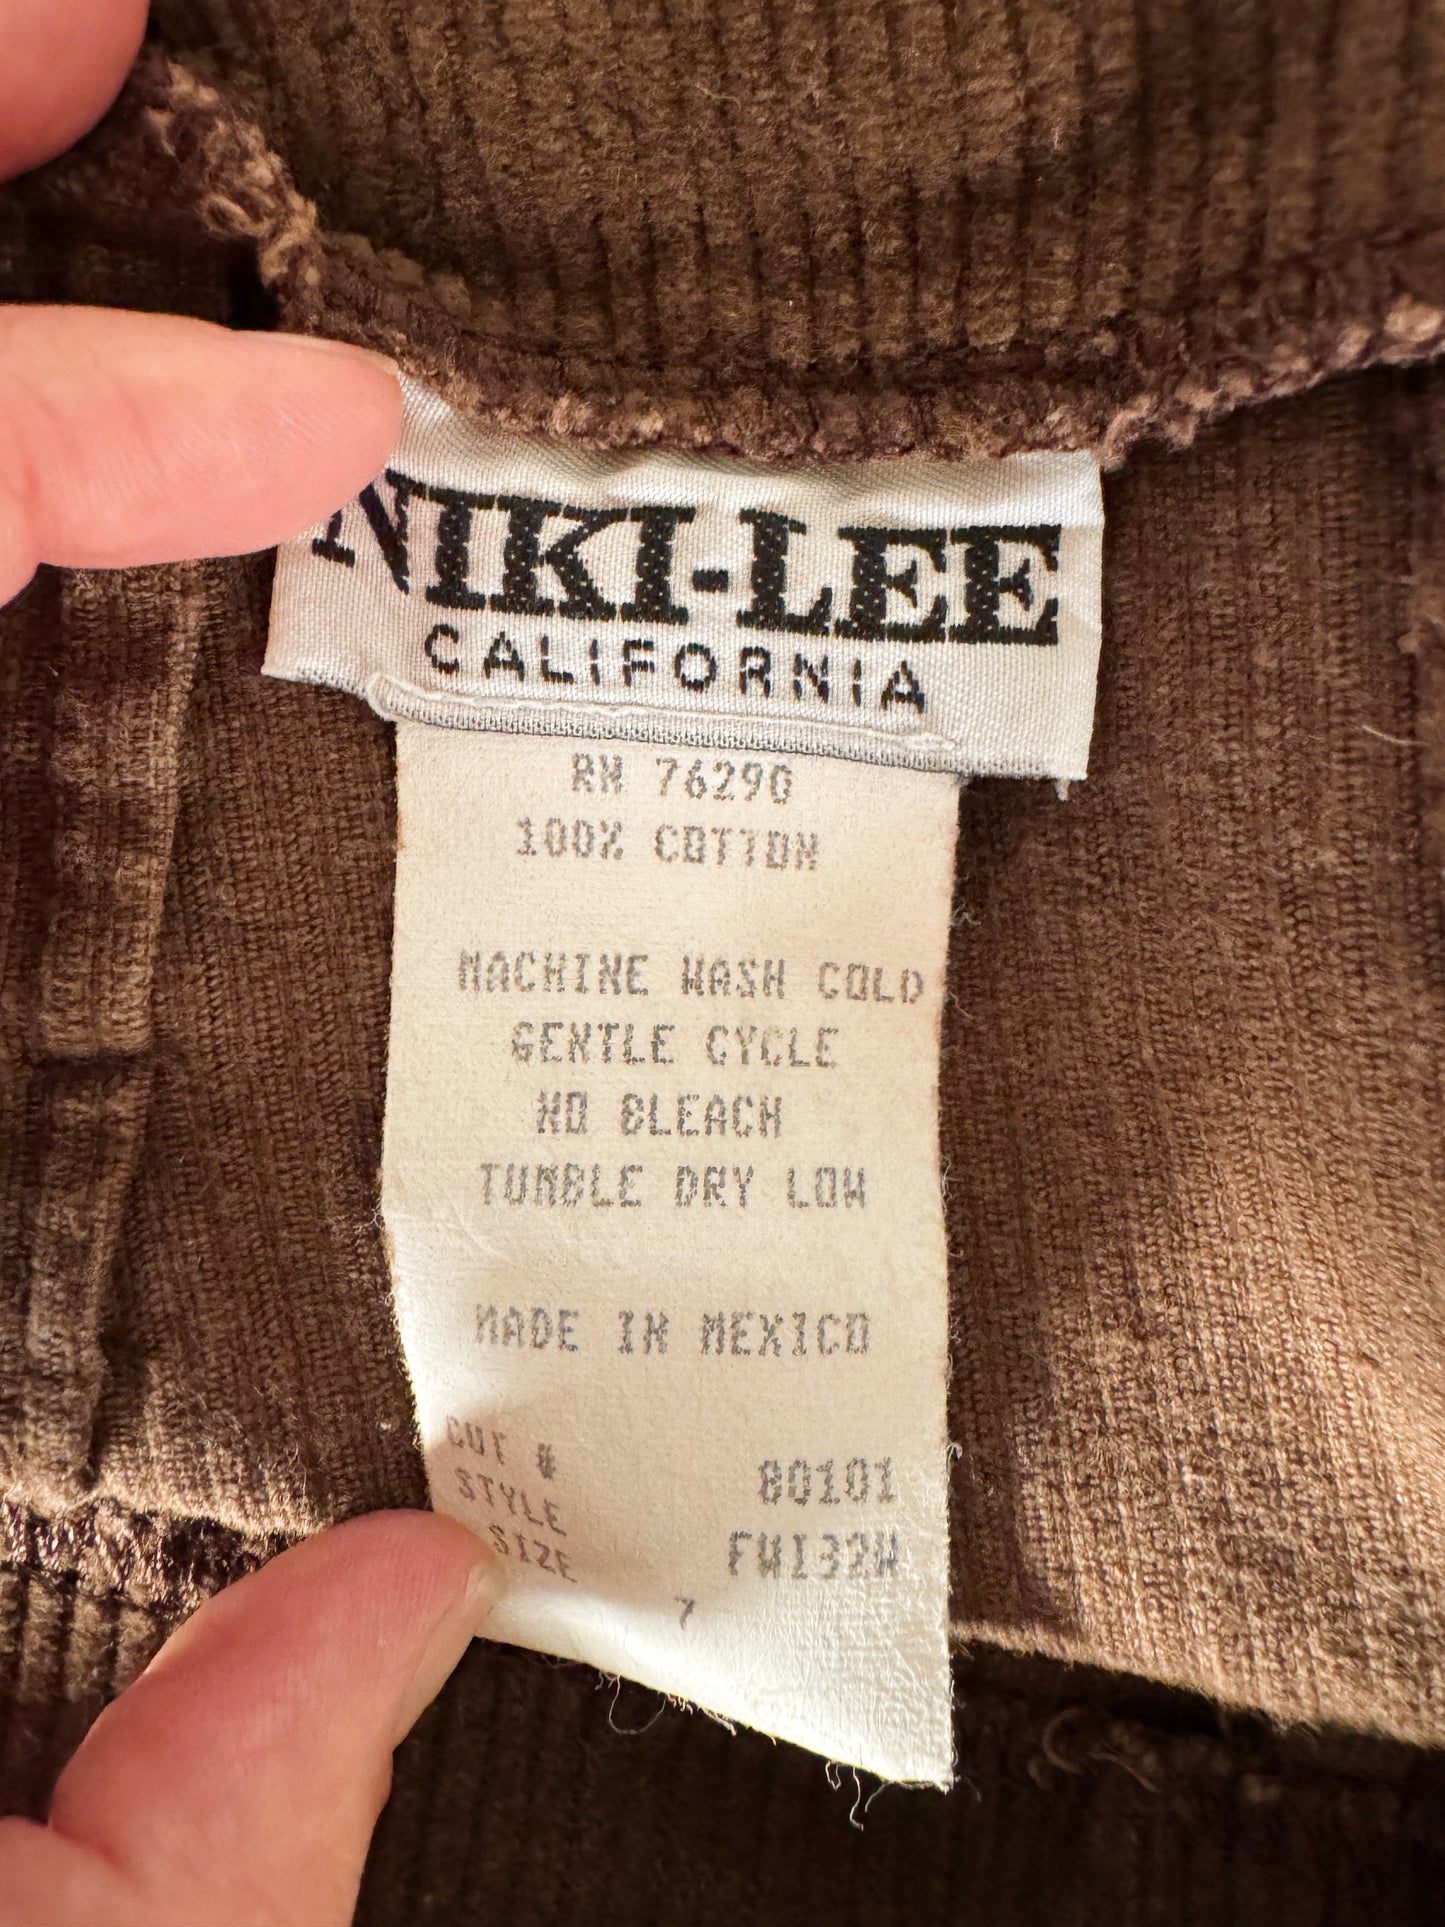 NIKI-LEE
CALIFORNIA
RN 76290
100% COTTON
MACHINE WASH COLD
GENTLE CYCLE
NO BLEACH
TUMBLE DRY LOW
MADE IN MEXICO
CUT # 80101
STYLE FWI32W
SIZE 7